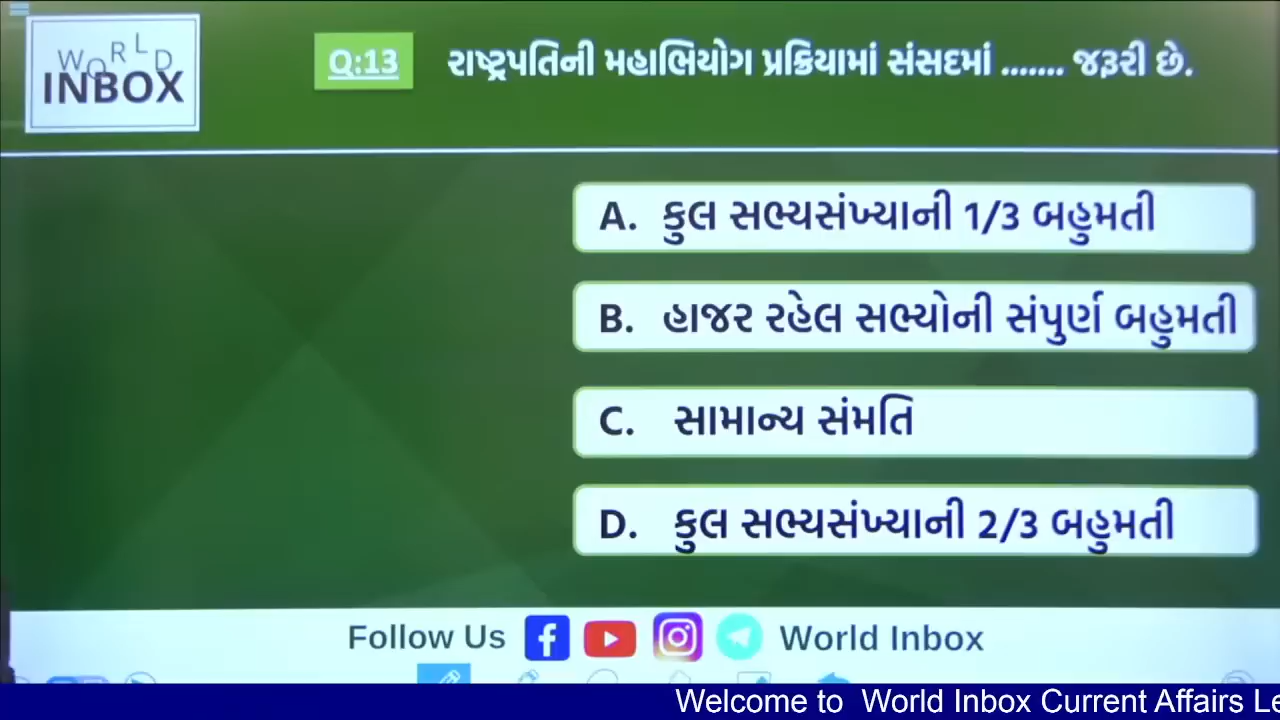 WORLD
INBOX
Q:13 રાષ્ટ્રપતિની મહાભિયોગ પ્રક્રિયામાં સંસદમાં ....... જરૂરી છે.
A. કુલ સભ્યસંખ્યાની 1/3 બહુમતી
B. હાજર રહેલ સભ્યોની સંપુર્ણ બહુમતી
C. સામાન્ય સંમતિ
D. કુલ સભ્યસંખ્યાની 2/3 બહુમતી
Follow Us World Inbox
Welcome to World Inbox Current Affairs Le